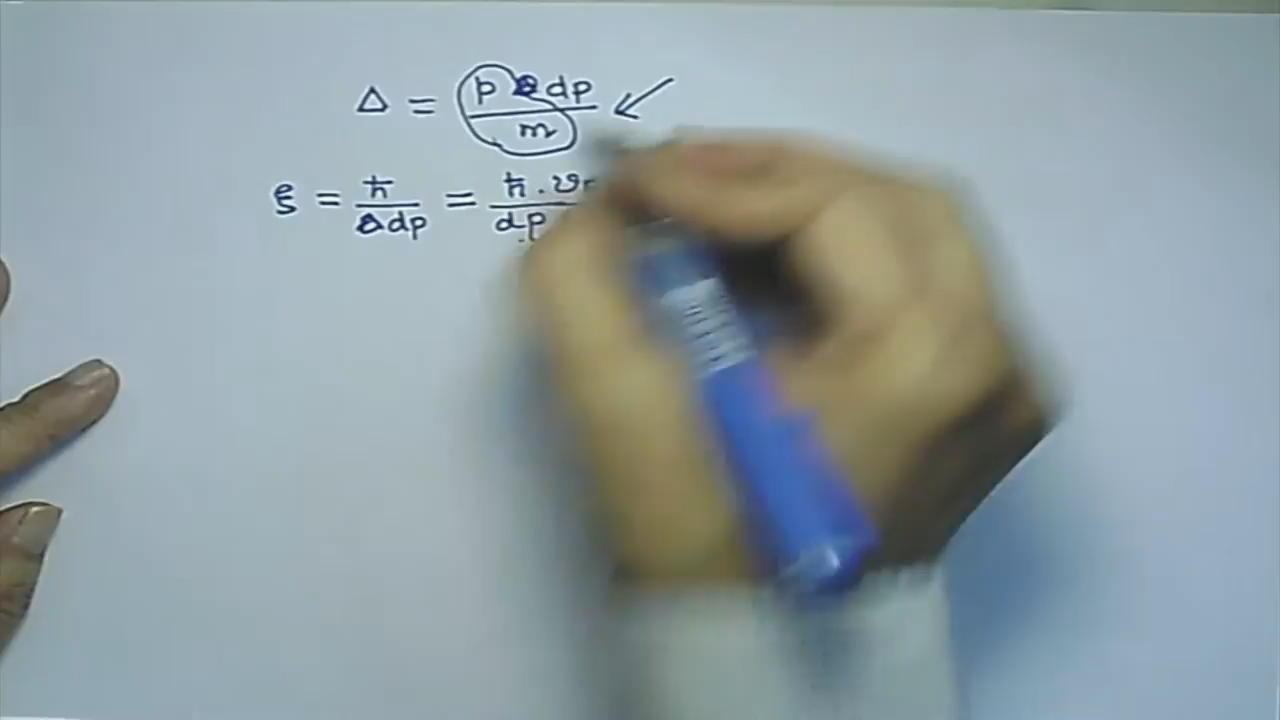 Δ = p dp / m
ξ = ħ / dp = ħ . v / dp